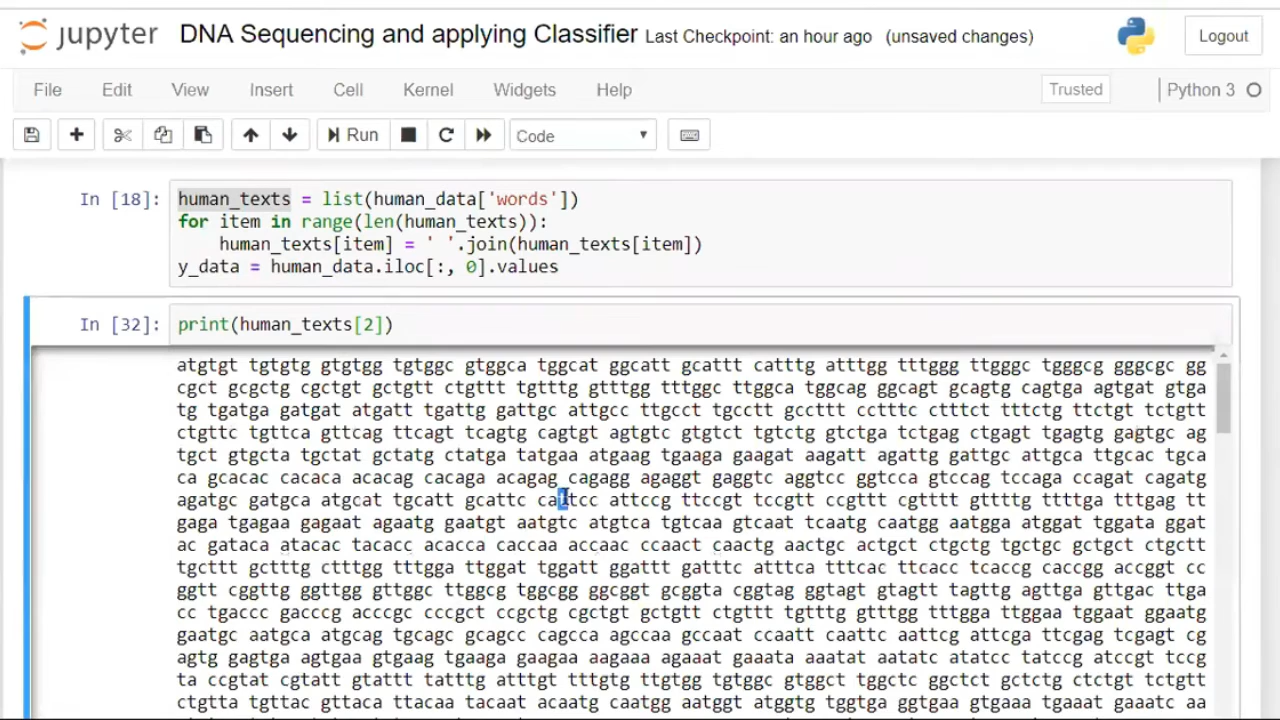 jupyter DNA Sequencing and applying Classifier Last Checkpoint: an hour ago (unsaved changes) Logout
File Edit View Insert Cell Kernel Widgets Help Trusted Python 3
Run Code
In [18]: human_texts = list(human_data['words'])
for item in range(len(human_texts)):
human_texts[item] = ' '.join(human_texts[item])
y_data = human_data.iloc[:, 0].values
In [32]: print(human_texts[2])
atgtgt tgtgtg gtgtgg tgtggc gtggca tggcat ggcatt gcattt catttg atttgg tttggg ttgggc tgggcg gggcgc gg
cgct gcgctg cgctgt gctgtt ctgttt tgtttg gtttgg tttggc ttggca tggcag ggcagt gcagtg cagtga agtgat gtga
tg tgatga gatgat atgatt tgattg gattgc attgcc ttgcct tgcctt gccttt cctttc ctttct tttctg ttctgt tctgtt
ctgttc tgttca gttcag ttcagt tcagtg cagtgt agtgtc gtgtct tgtctg gtctga tctgag ctgagt tgagtg gagtgc ag
tgct gtgcta tgctat gctatg ctatga tatgaa atgaag tgaaga gaagat aagatt agattg gattgc attgca ttgcac tgca
ca gcacac cacaca acacag cacaga acagag cagagg agaggt gaggtc aggtcc ggtcca gtccag tccaga ccagat cagatg
agatgc gatgca atgcat tgcatt gcattc cattcc attccg ttccgt tccgtt ccgttt cgtttt gttttg ttttga tttgag tt
gaga tgagaa gagaat agaatg gaatgt aatgtc atgtca tgtcaa gtcaat tcaatg caatgg aatgga atggat tggata ggat
ac gataca atacac tacacc acacca caccaa accaac ccaact caactg aactgc actgct ctgctg tgctgc gctgct ctgctt
tgcttt gctttg ctttgg tttgga ttggat tggatt ggattt gatttc atttca tttcac ttcacc tcaccg caccgg accggt cc
ggtt cggttg ggttgg gttggc ttggcg tggcgg ggcggt gcggta cggtag ggtagt gtagtt tagttg agttga gttgac ttga
cc tgaccc gacccg acccgc cccgct ccgctg cgctgt gctgtt ctgttt tgtttg gtttgg tttgga ttggaa tggaat ggaatg
gaatgc aatgca atgcag tgcagc gcagcc cagcca agccaa gccaat ccaatt caattc aattcg attcga ttcgag tcgagt cg
agtg gagtga agtgaa gtgaag tgaaga gaagaa aagaaa agaaat gaaata aaatat aatatc atatcc tatccg atccgt tccg
ta ccgtat cgtatt gtattt tatttg atttgt tttgtg ttgtgg tgtggc gtggct tggctc ggctct gctctg ctctgt tctgtt
ctgtta tgttac gttaca ttacaa tacaat acaatg caatgg aatggt atggtg tggtga ggtgaa gtgaaa tgaaat gaaatc aa